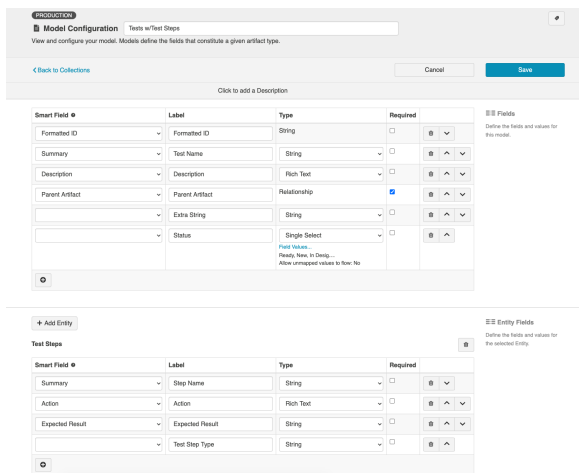 PRODUCTION
Model Configuration Tests w/Test Steps
View and configure your model. Models define the fields that constitute a given artifact type.
Back to Collections Cancel Save
Click to add a Description
Smart Field Label Type Required
Formatted ID Formatted ID String
Summary Test Name String
Description Description Rich Text
Parent Artifact Parent Artifact Relationship
Extra String String
Status Single Select
Field Values...
Ready, New, In Desig,...
Allow unmapped values to flow: No
Fields
Define the fields and values for
this model.
+ Add Entity
Test Steps
Smart Field Label Type Required
Summary Step Name String
Action Action Rich Text
Expected Result Expected Result String
Test Step Type String
Entity Fields
Define the fields and values for
the selected Entity.